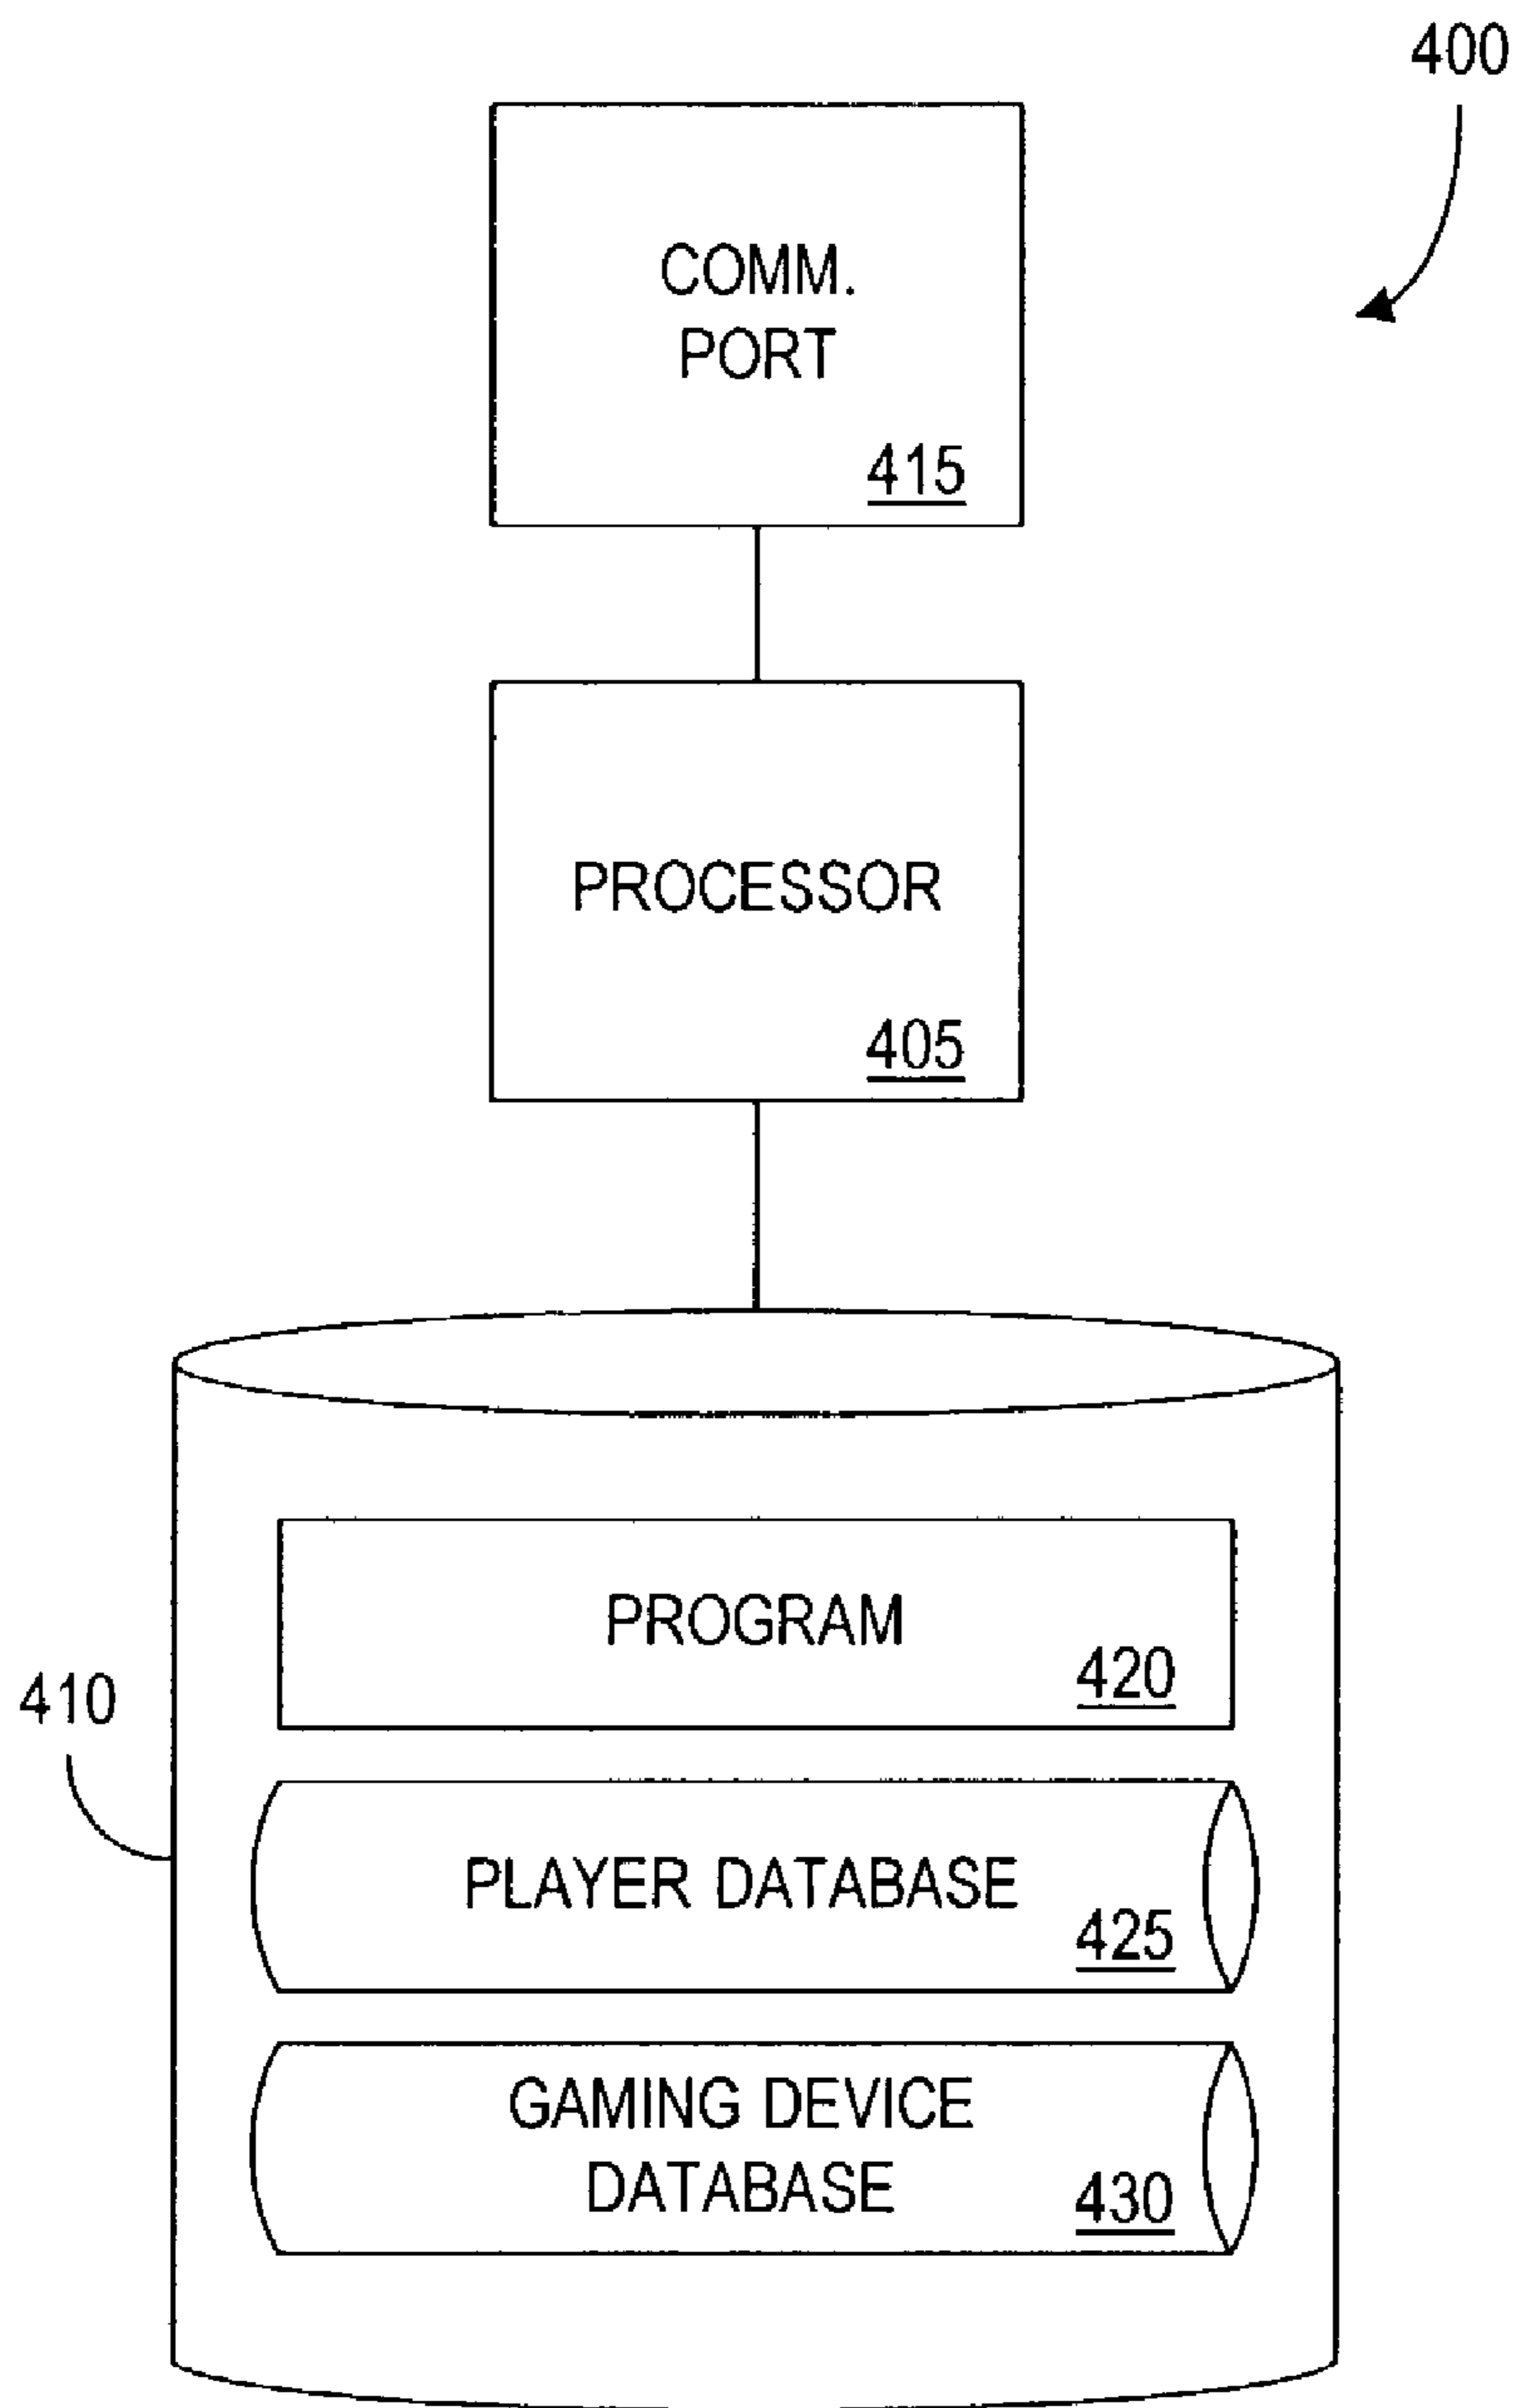 400
COMM.
PORT
415
PROCESSOR
405
PROGRAM
420
410
PLAYER DATABASE
425
GAMING DEVICE
DATABASE
430